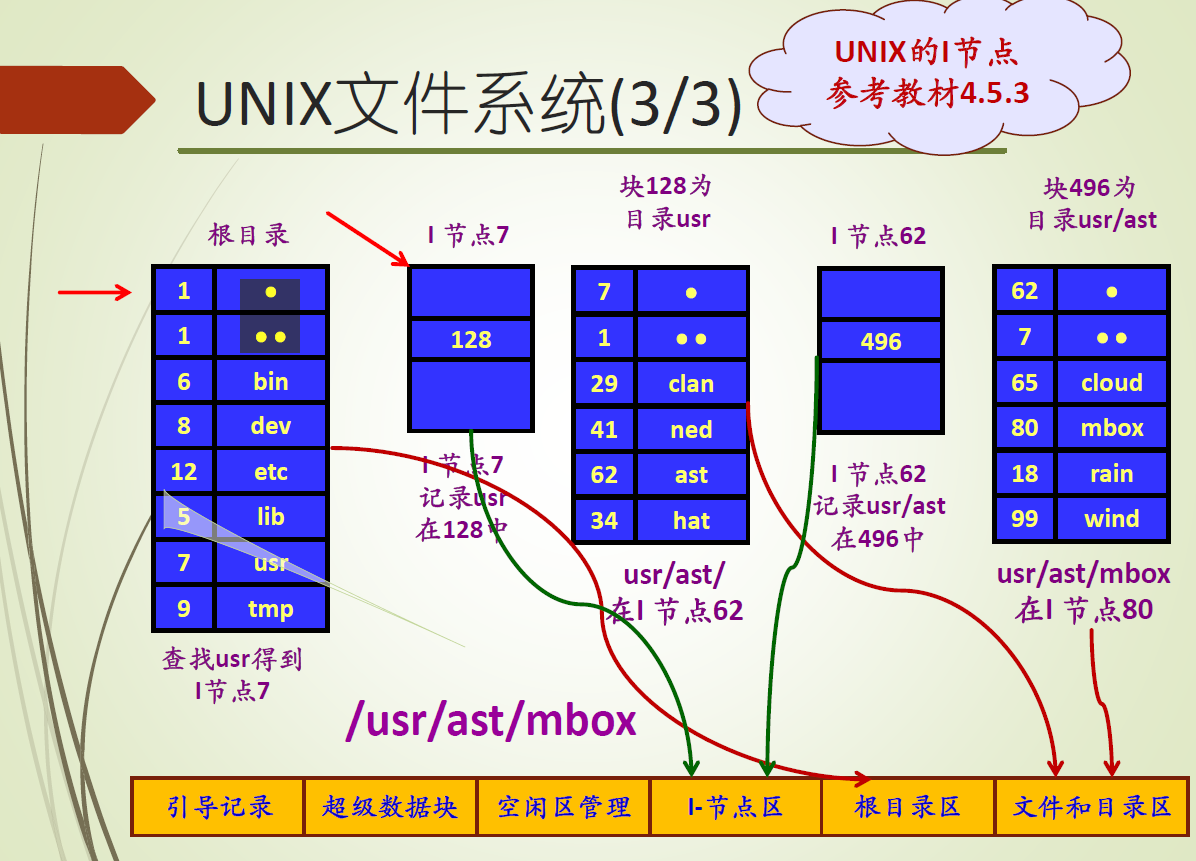 UNIX的I节点
参考教材4.5.3
UNIX文件系统(3/3)
根目录
1 •
1 ••
6 bin
8 dev
12 etc
5 lib
7 usr
9 tmp
查找usr得到
I节点7
I 节点7
128
I 节点7
记录usr
在128中
块128为
目录usr
7 •
1 ••
29 clan
41 ned
62 ast
34 hat
usr/ast/
在I 节点62
I 节点62
496
I 节点62
记录usr/ast
在496中
块496为
目录usr/ast
62 •
7 ••
65 cloud
80 mbox
18 rain
99 wind
usr/ast/mbox
在I 节点80
/usr/ast/mbox
引导记录 超级数据块 空闲区管理 I-节点区 根目录区 文件和目录区